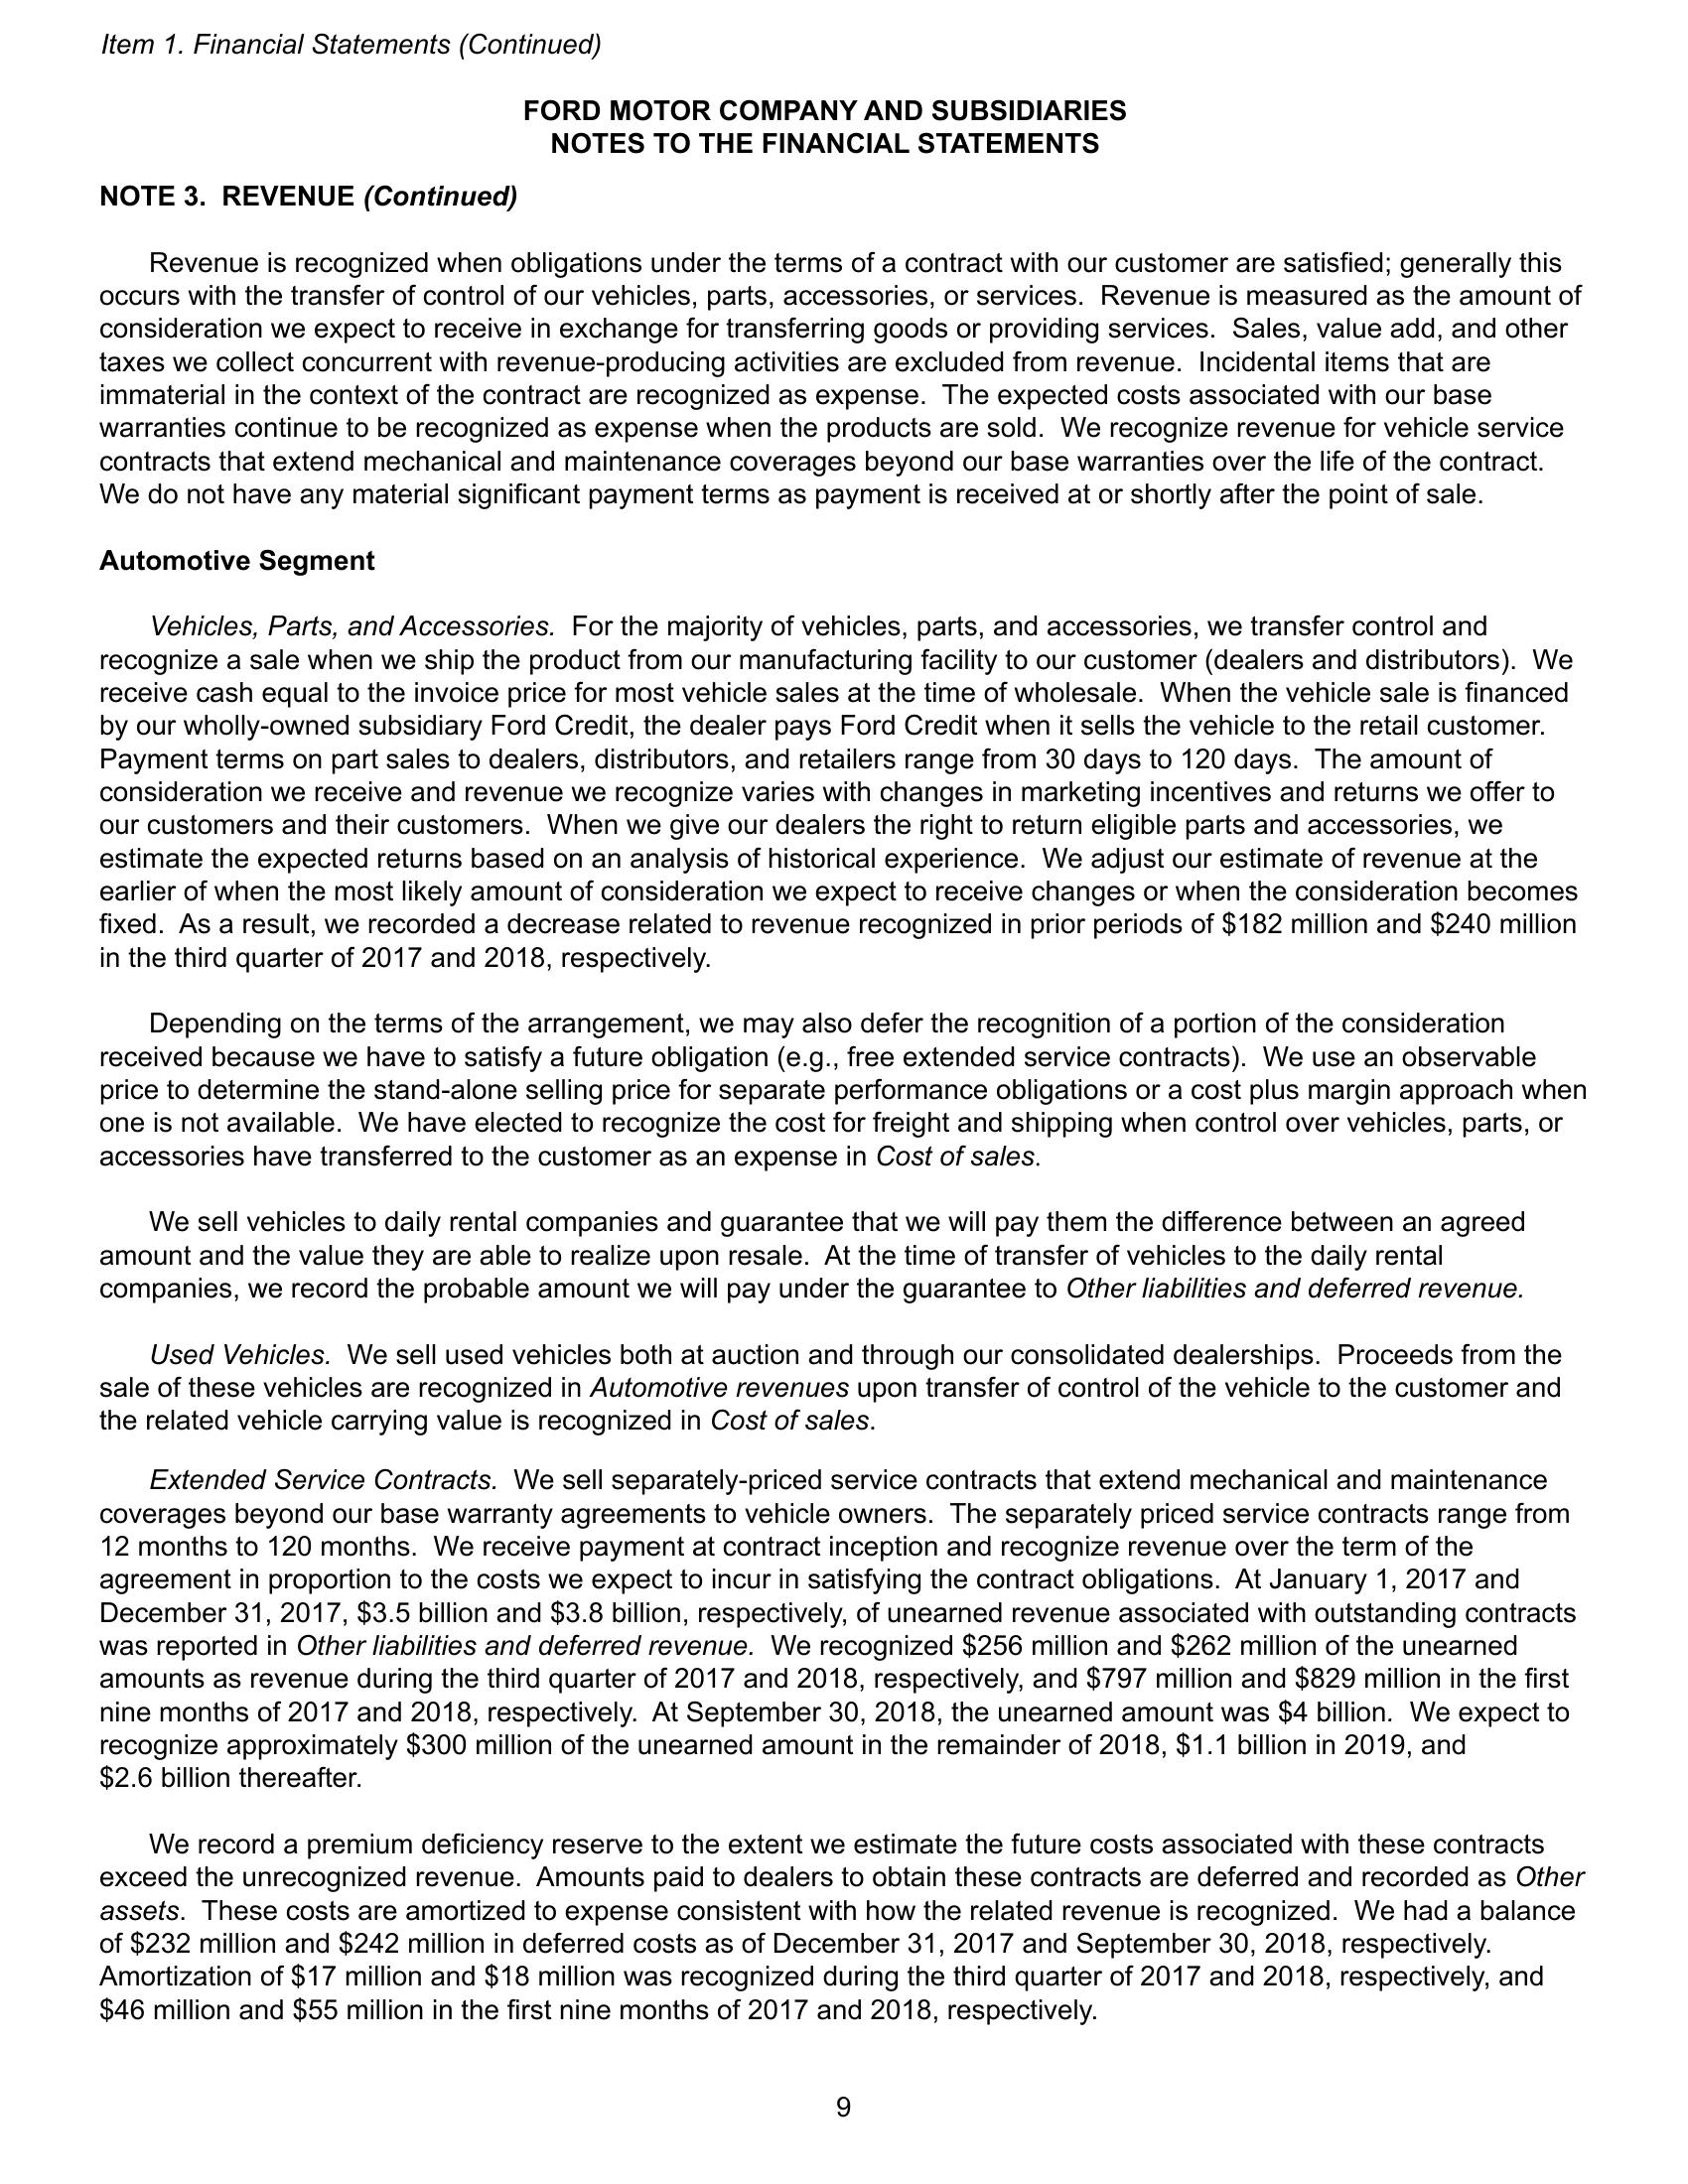 Item 1. Financial Statements (Continued)
FORD MOTOR COMPANY AND SUBSIDIARIES
NOTES TO THE FINANCIAL STATEMENTS
NOTE 3.  REVENUE (Continued)
Revenue is recognized when obligations under the terms of a contract with our customer are satisfied; generally this
occurs with the transfer of control of our vehicles, parts, accessories, or services.  Revenue is measured as the amount of
consideration we expect to receive in exchange for transferring goods or providing services.  Sales, value add, and other
taxes we collect concurrent with revenue-producing activities are excluded from revenue.  Incidental items that are
immaterial in the context of the contract are recognized as expense.  The expected costs associated with our base
warranties continue to be recognized as expense when the products are sold.  We recognize revenue for vehicle service
contracts that extend mechanical and maintenance coverages beyond our base warranties over the life of the contract.
We do not have any material significant payment terms as payment is received at or shortly after the point of sale.
Automotive Segment
Vehicles, Parts, and Accessories.  For the majority of vehicles, parts, and accessories, we transfer control and
recognize a sale when we ship the product from our manufacturing facility to our customer (dealers and distributors).  We
receive cash equal to the invoice price for most vehicle sales at the time of wholesale.  When the vehicle sale is financed
by our wholly-owned subsidiary Ford Credit, the dealer pays Ford Credit when it sells the vehicle to the retail customer.
Payment terms on part sales to dealers, distributors, and retailers range from 30 days to 120 days.  The amount of
consideration we receive and revenue we recognize varies with changes in marketing incentives and returns we offer to
our customers and their customers.  When we give our dealers the right to return eligible parts and accessories, we
estimate the expected returns based on an analysis of historical experience.  We adjust our estimate of revenue at the
earlier of when the most likely amount of consideration we expect to receive changes or when the consideration becomes
fixed.  As a result, we recorded a decrease related to revenue recognized in prior periods of $182 million and $240 million
in the third quarter of 2017 and 2018, respectively.
Depending on the terms of the arrangement, we may also defer the recognition of a portion of the consideration
received because we have to satisfy a future obligation (e.g., free extended service contracts).  We use an observable
price to determine the stand-alone selling price for separate performance obligations or a cost plus margin approach when
one is not available.  We have elected to recognize the cost for freight and shipping when control over vehicles, parts, or
accessories have transferred to the customer as an expense in Cost of sales.
We sell vehicles to daily rental companies and guarantee that we will pay them the difference between an agreed
amount and the value they are able to realize upon resale.  At the time of transfer of vehicles to the daily rental
companies, we record the probable amount we will pay under the guarantee to Other liabilities and deferred revenue.
Used Vehicles.  We sell used vehicles both at auction and through our consolidated dealerships.  Proceeds from the
sale of these vehicles are recognized in Automotive revenues upon transfer of control of the vehicle to the customer and
the related vehicle carrying value is recognized in Cost of sales.
Extended Service Contracts.  We sell separately-priced service contracts that extend mechanical and maintenance
coverages beyond our base warranty agreements to vehicle owners.  The separately priced service contracts range from
12 months to 120 months.  We receive payment at contract inception and recognize revenue over the term of the
agreement in proportion to the costs we expect to incur in satisfying the contract obligations.  At January 1, 2017 and
December 31, 2017, $3.5 billion and $3.8 billion, respectively, of unearned revenue associated with outstanding contracts
was reported in Other liabilities and deferred revenue.  We recognized $256 million and $262 million of the unearned
amounts as revenue during the third quarter of 2017 and 2018, respectively, and $797 million and $829 million in the first
nine months of 2017 and 2018, respectively.  At September 30, 2018, the unearned amount was $4 billion.  We expect to
recognize approximately $300 million of the unearned amount in the remainder of 2018, $1.1 billion in 2019, and
$2.6 billion thereafter.
We record a premium deficiency reserve to the extent we estimate the future costs associated with these contracts
exceed the unrecognized revenue.  Amounts paid to dealers to obtain these contracts are deferred and recorded as Other
assets.  These costs are amortized to expense consistent with how the related revenue is recognized.  We had a balance
of $232 million and $242 million in deferred costs as of December 31, 2017 and September 30, 2018, respectively.
Amortization of $17 million and $18 million was recognized during the third quarter of 2017 and 2018, respectively, and
$46 million and $55 million in the first nine months of 2017 and 2018, respectively.
9